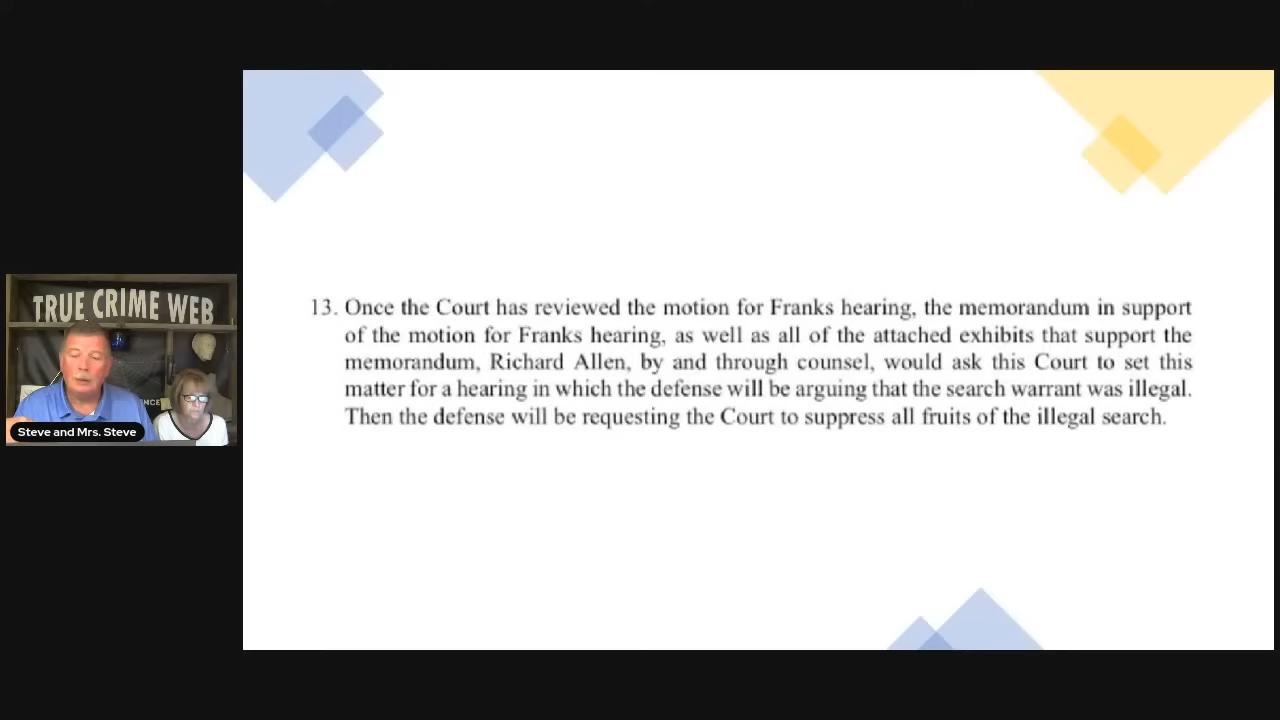 TRUE CRIME WEB
Steve and Mrs. Steve
13. Once the Court has reviewed the motion for Franks hearing, the memorandum in support
of the motion for Franks hearing, as well as all of the attached exhibits that support the
memorandum, Richard Allen, by and through counsel, would ask this Court to set this
matter for a hearing in which the defense will be arguing that the search warrant was illegal.
Then the defense will be requesting the Court to suppress all fruits of the illegal search.